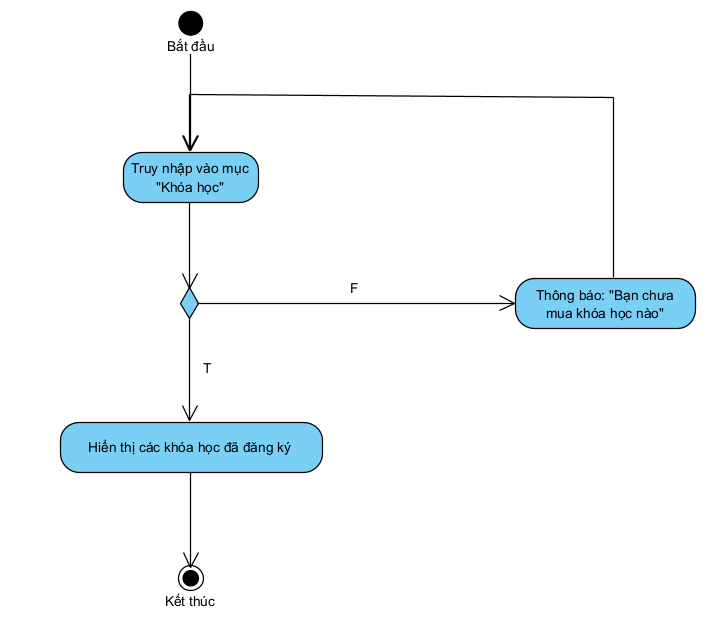 Bắt đầu
Truy nhập vào mục
"Khóa học"
F
Thông báo: "Bạn chưa
mua khóa học nào"
T
Hiển thị các khóa học đã đăng ký
Kết thúc